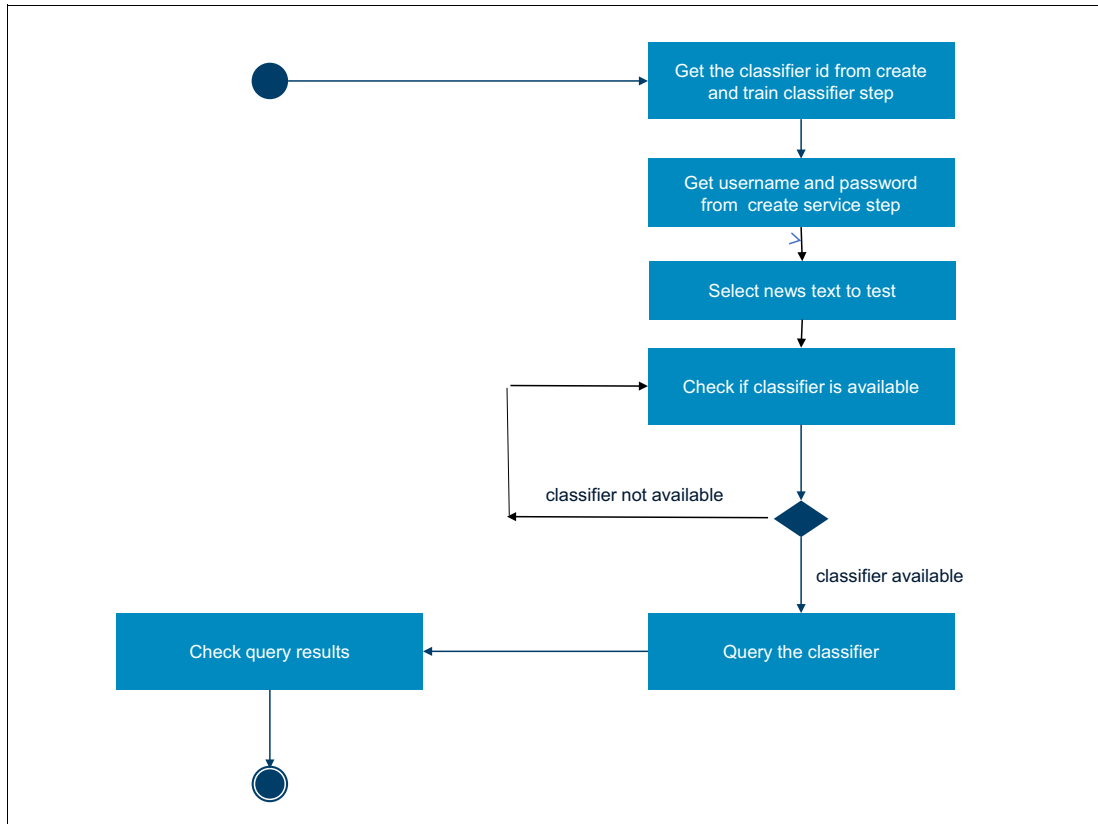 Get the classifier id from create
and train classifier step
Get username and password
from  create service step
Select news text to test
Check if classifier is available
classifier not available
classifier available
Check query results
Query the classifier